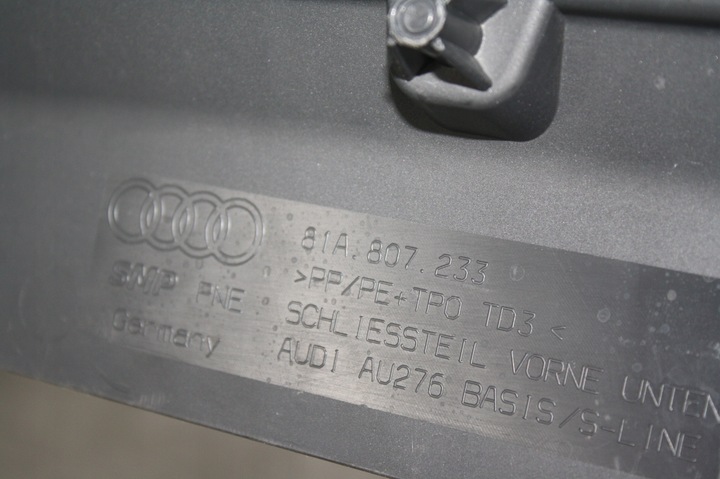 81A.807.233
>PP/PE+TPO TD3<
SMP PNE SCHLIESSTEIL VORNE UNTEN
Germany AUDI AU276 BASIS/S-LINE